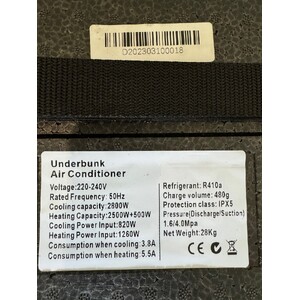 D202303100018
Underbunk
Air Conditioner
Voltage: 220-240V
Rated Frequency: 50Hz
Cooling capacity: 2800W
Heating capacity: 2500W+500W
Cooling Power Input: 820W
Heating Power Input: 1260W
Consumption when cooling: 3.8A
Consumption when heating: 5.5A
Refrigerant: R410a
Charge volume: 480g
Protection class: IPX5
Pressure(Discharge/Suction)
1.6/4.0Mpa
Net Weight: 28Kg
CE